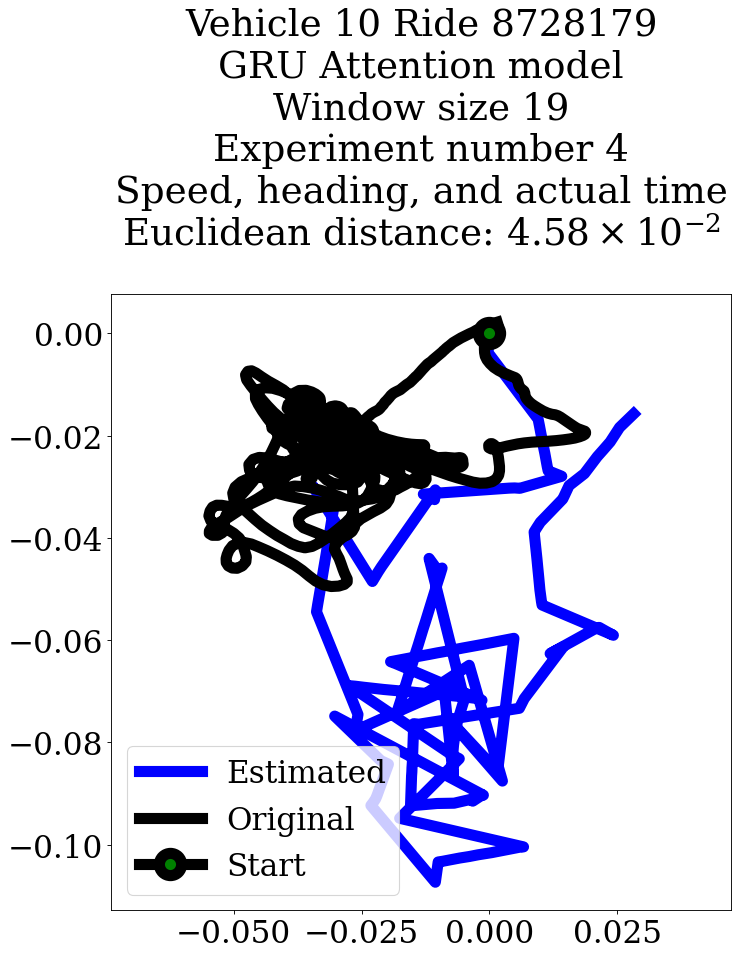 Vehicle 10 Ride 8728179
GRU Attention model
Window size 19
Experiment number 4
Speed, heading, and actual time
Euclidean distance: 4.58 × 10⁻²
0.00
−0.02
−0.04
−0.06
−0.08
−0.10
Estimated
Original
Start
−0.050 −0.025 0.000 0.025